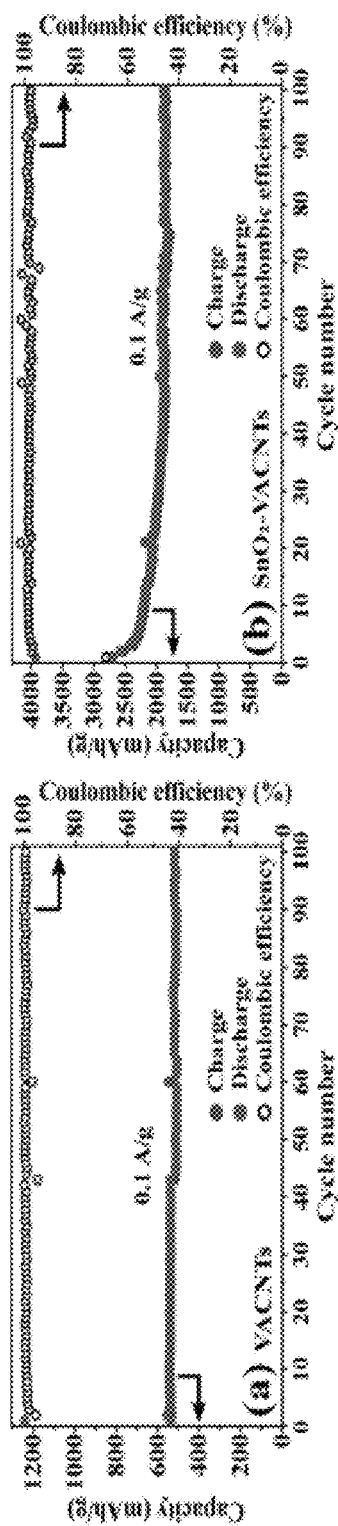 Capacity (mAh/g)
Coulombic efficiency (%)
1200
1000
800
600
400
200
0
100
80
60
40
20
0
0.1 A/g
Charge
Discharge
Coulombic efficiency
(a) VACNTs
0 10 20 30 40 50 60 70 80 90 100
Cycle number
Capacity (mAh/g)
Coulombic efficiency (%)
4000
3500
3000
2500
2000
1500
1000
500
0
100
80
60
40
20
0
0.1 A/g
Charge
Discharge
Coulombic efficiency
(b) SnO₂-VACNTs
0 10 20 30 40 50 60 70 80 90 100
Cycle number